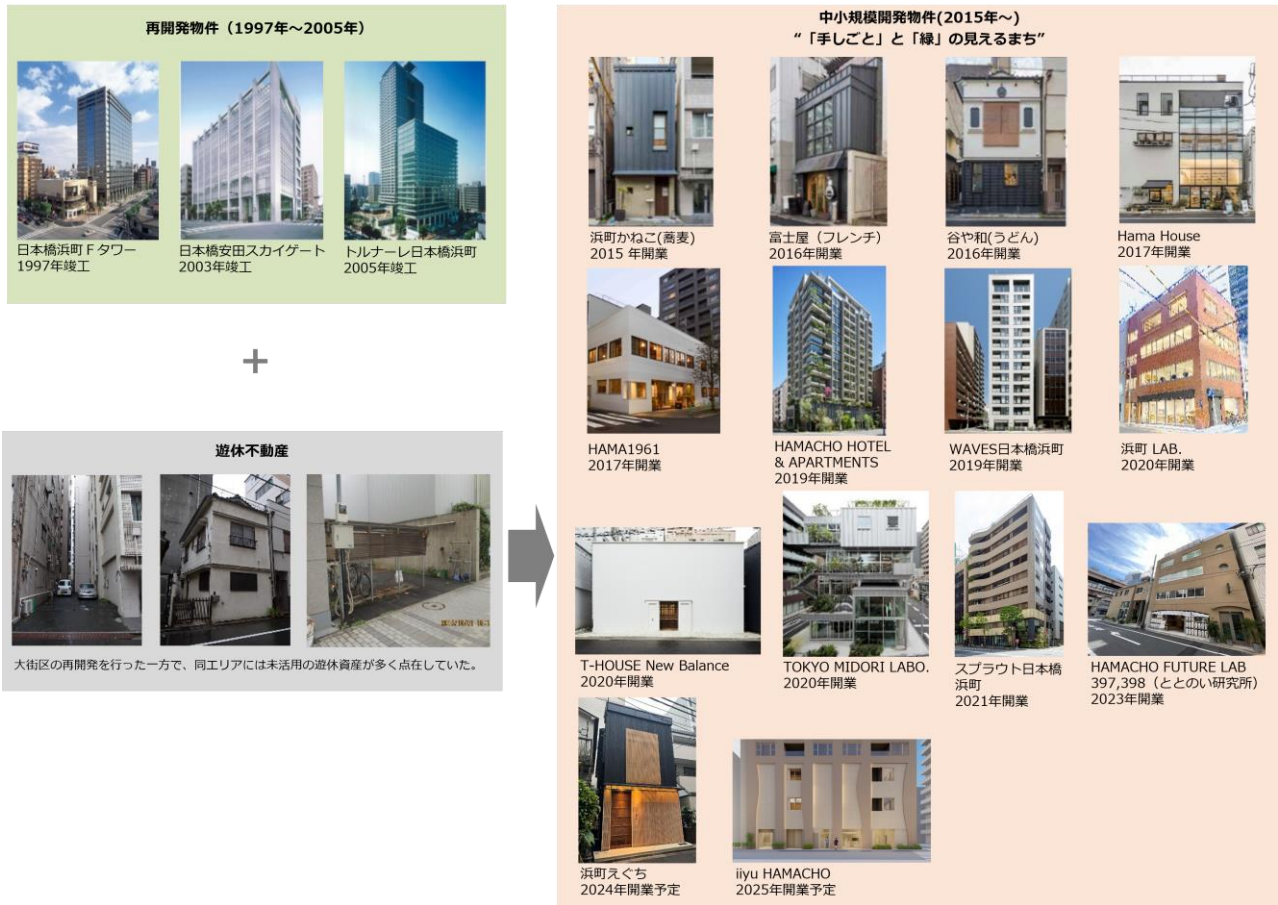 再開発物件（1997年～2005年）
日本橋浜町Ｆタワー
1997年竣工
日本橋安田スカイゲート
2003年竣工
トルナーレ日本橋浜町
2005年竣工
+
遊休不動産
大街区の再開発を行った一方で、同エリアには未活用の遊休資産が多く点在していた。
中小規模開発物件(2015年～)
“「手しごと」と「緑」の見えるまち”
浜町かねこ(蕎麦)
2015 年開業
富士屋（フレンチ）
2016年開業
谷や和(うどん)
2016年開業
Hama House
2017年開業
HAMA1961
2017年開業
HAMACHO HOTEL
& APARTMENTS
2019年開業
WAVES日本橋浜町
2019年開業
浜町 LAB.
2020年開業
T-HOUSE New Balance
2020年開業
TOKYO MIDORI LABO.
2020年開業
スプラウト日本橋
浜町
2021年開業
HAMACHO FUTURE LAB
397,398（ととのい研究所）
2023年開業
浜町えぐち
2024年開業予定
iiyu HAMACHO
2025年開業予定